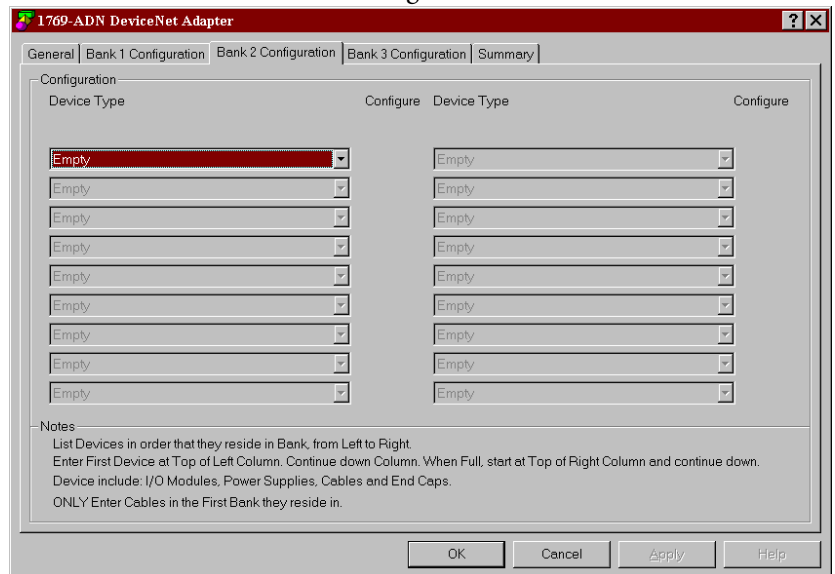 1769-ADN DeviceNet Adapter
General Bank 1 Configuration Bank 2 Configuration Bank 3 Configuration Summary
Configuration
Device Type Configure Device Type Configure
Empty Empty
Empty Empty
Empty Empty
Empty Empty
Empty Empty
Empty Empty
Empty Empty
Empty Empty
Empty Empty
Notes
List Devices in order that they reside in Bank, from Left to Right.
Enter First Device at Top of Left Column. Continue down Column. When Full, start at Top of Right Column and continue down.
Device include: I/O Modules, Power Supplies, Cables and End Caps.
ONLY Enter Cables in the First Bank they reside in.
OK Cancel Apply Help